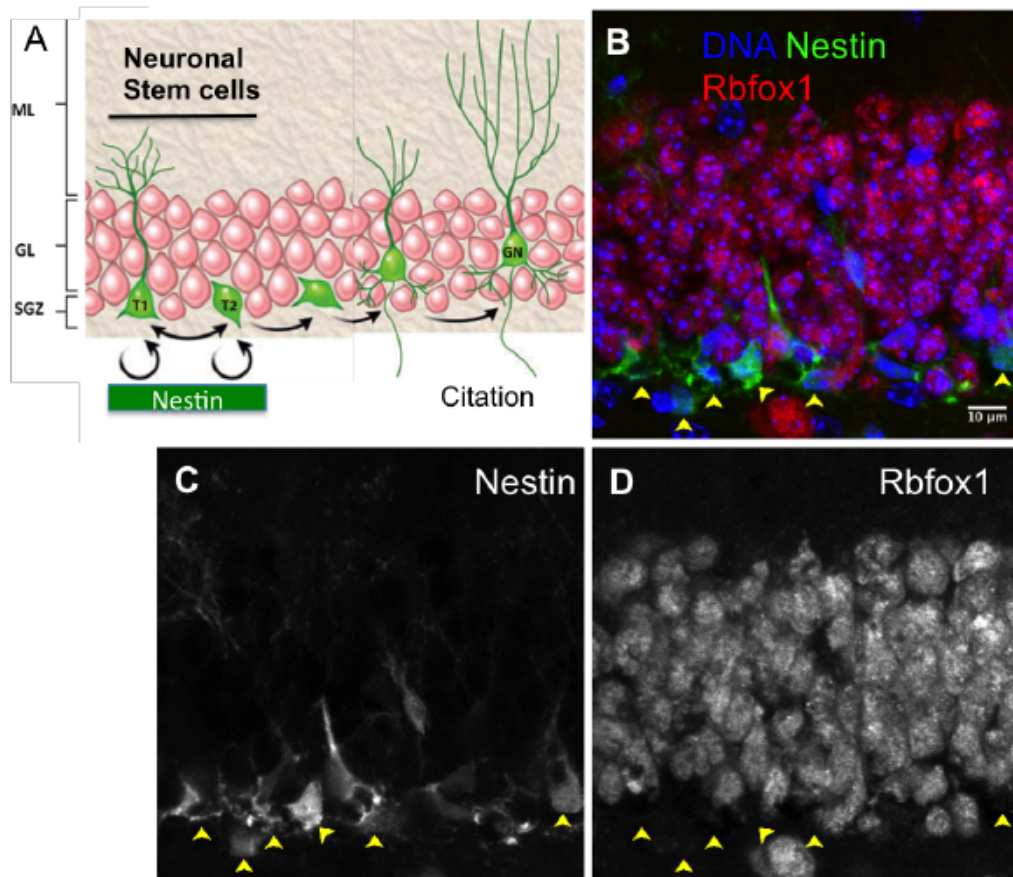 A
Neuronal
Stem cells
ML
GL
SGZ
T1
T2
GN
Nestin
Citation
B
DNA Nestin
Rbfox1
10 µm
C
Nestin
D
Rbfox1